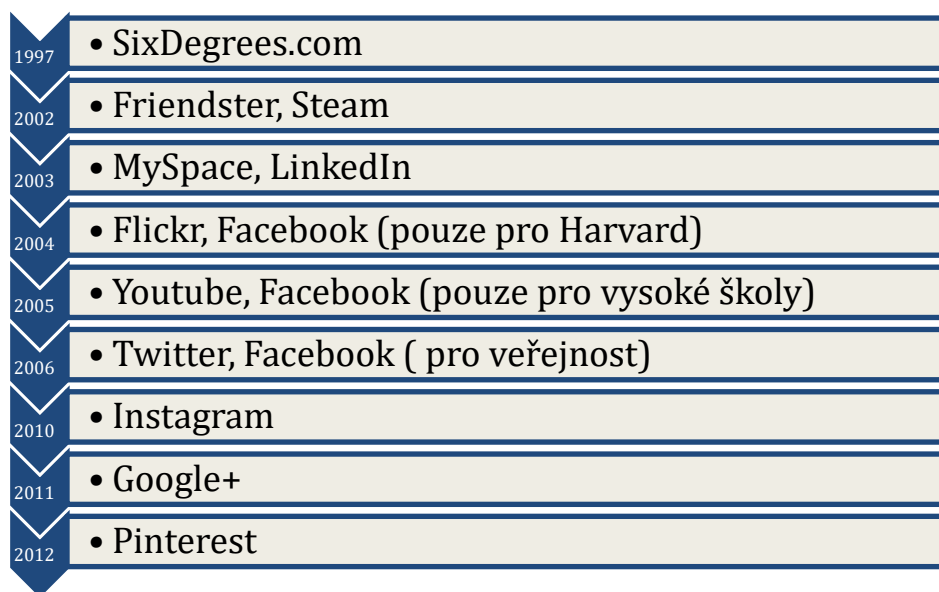 1997
• SixDegrees.com
2002
• Friendster, Steam
2003
• MySpace, LinkedIn
2004
• Flickr, Facebook (pouze pro Harvard)
2005
• Youtube, Facebook (pouze pro vysoké školy)
2006
• Twitter, Facebook ( pro veřejnost)
2010
• Instagram
2011
• Google+
2012
• Pinterest